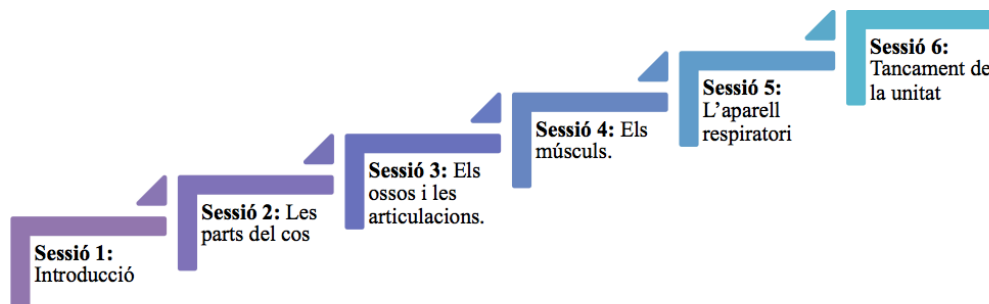 Sessió 1:
Introducció
Sessió 2: Les
parts del cos
Sessió 3: Els
ossos i les
articulacions.
Sessió 4: Els
músculs.
Sessió 5:
L’aparell
respiratori
Sessió 6:
Tancament de
la unitat